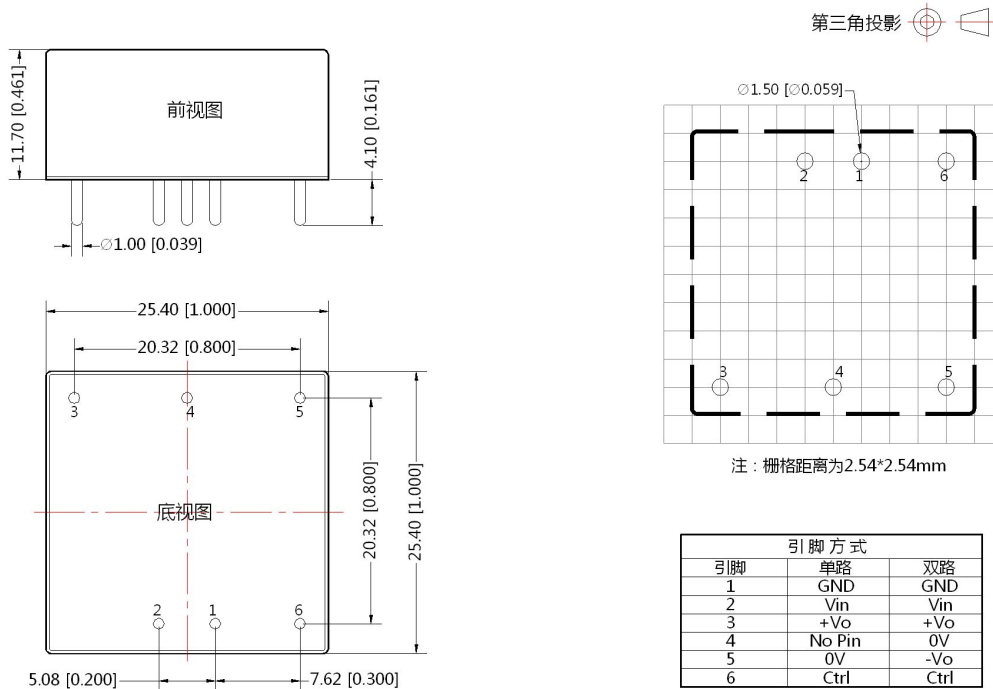 第三角投影
11.70 [0.461]
前视图
4.10 [0.161]
∅1.00 [0.039]
∅1.50 [∅0.059]
2 1 6
3 4 5
注：栅格距离为2.54*2.54mm
25.40 [1.000]
20.32 [0.800]
3 4 5
底视图
20.32 [0.800]
25.40 [1.000]
2 1 6
5.08 [0.200]
7.62 [0.300]
引脚方式
引脚 单路 双路
1 GND GND
2 Vin Vin
3 +Vo +Vo
4 No Pin 0V
5 0V -Vo
6 Ctrl Ctrl